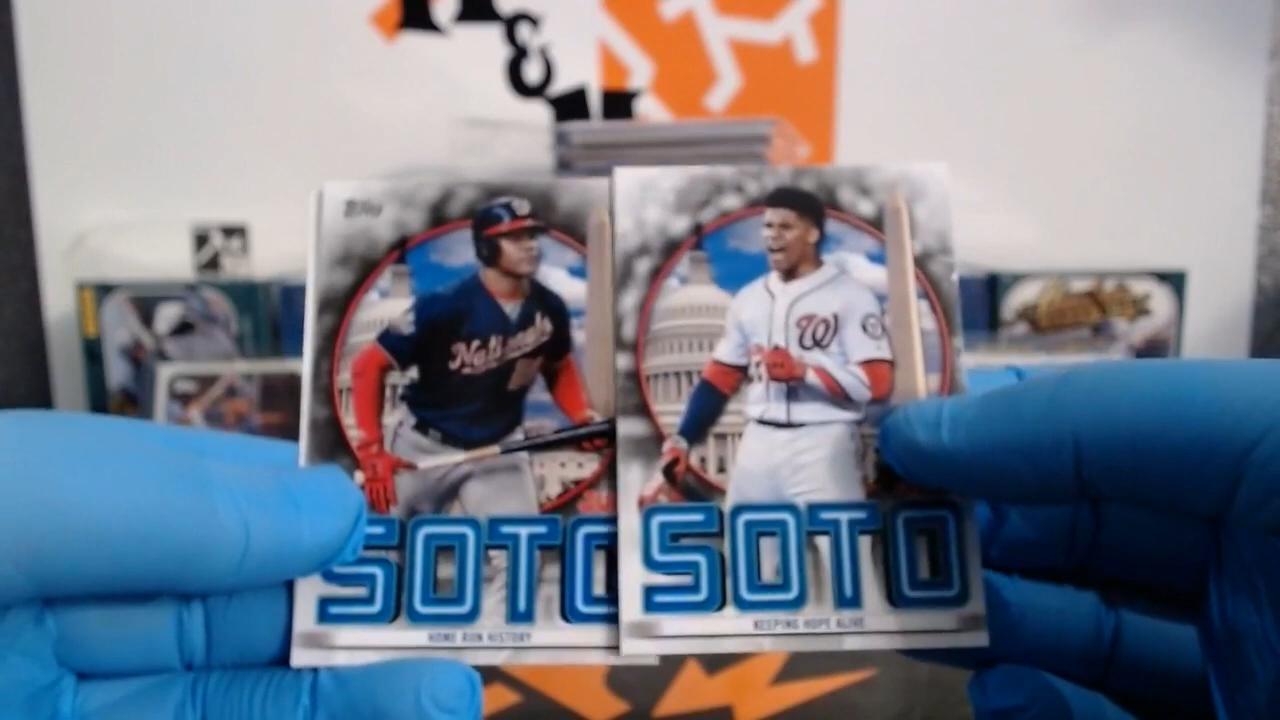 Topps
Nationals
W
SOTO
SOTO
HOME RUN HISTORY
KEEPING HOPE ALIVE